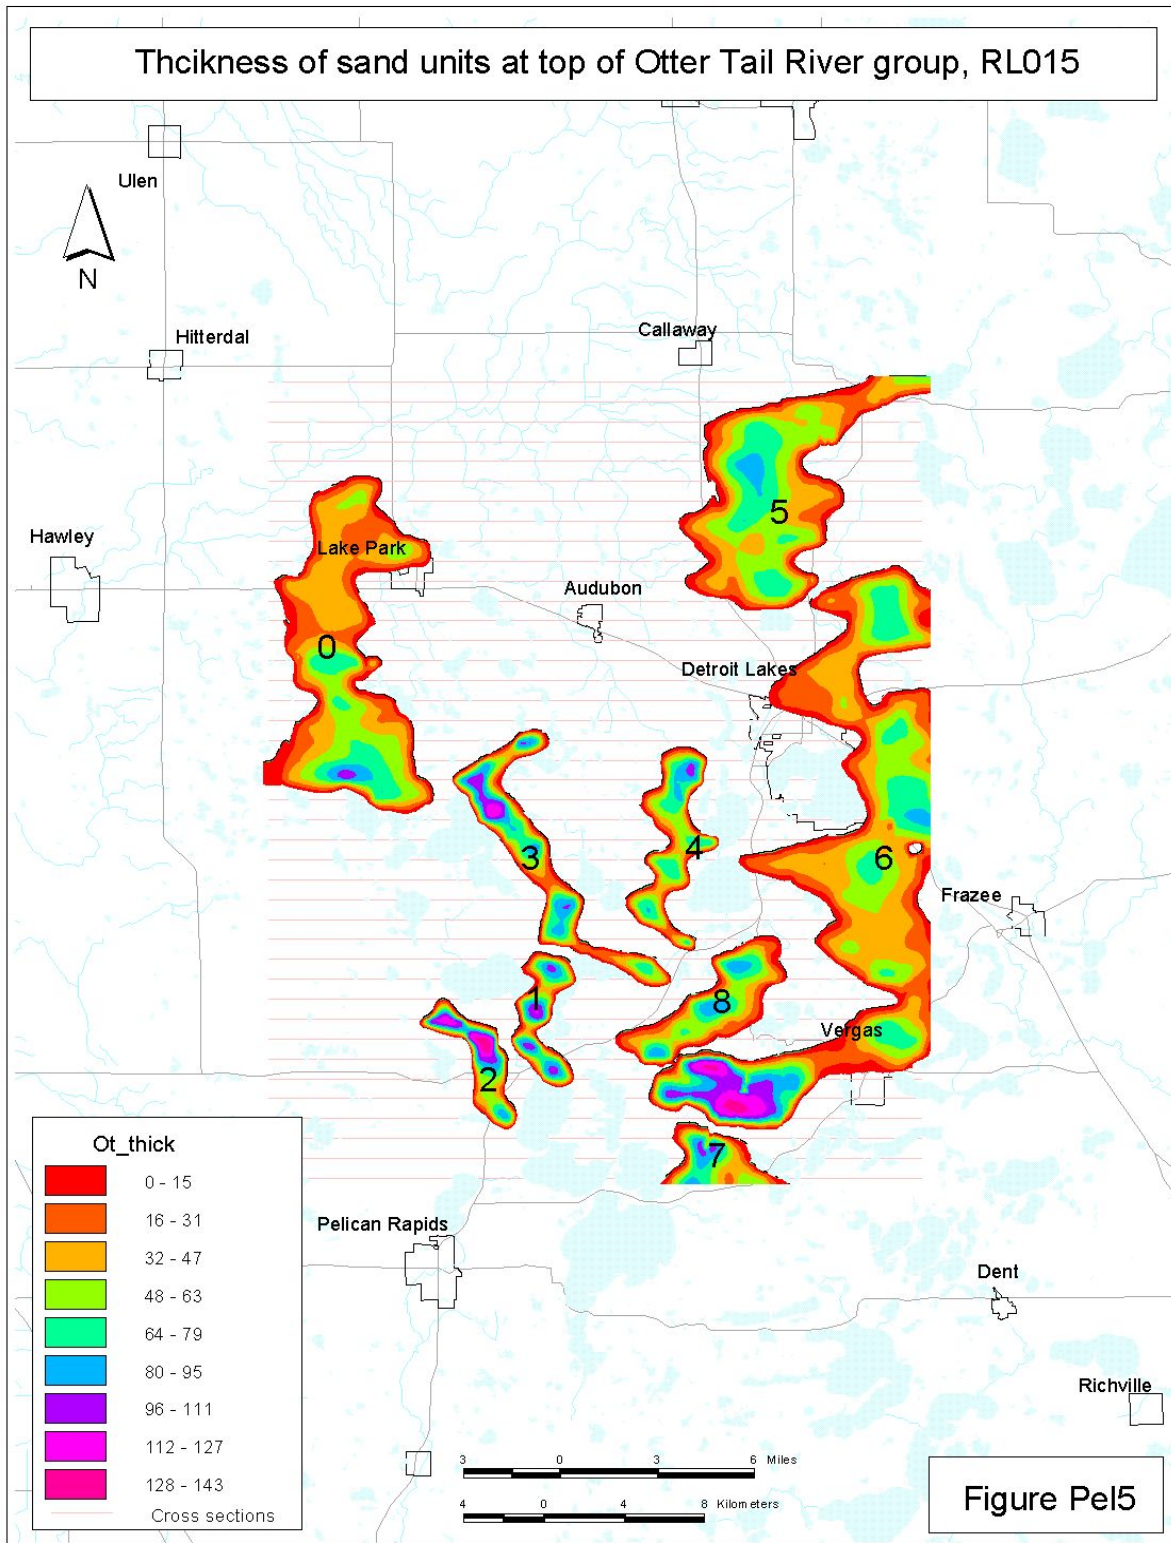 Thcikness of sand units at top of Otter Tail River group, RL015
Ulen
N
Hitterdal
Callaway
5
Hawley
Lake Park
Audubon
0
Detroit Lakes
3
4
6
Frazee
1
8
Vergas
2
7
Ot_thick
0 - 15
16 - 31
32 - 47
48 - 63
64 - 79
80 - 95
96 - 111
112 - 127
128 - 143
Cross sections
Pelican Rapids
Dent
Richville
3 0 3 6 Miles
4 0 4 8 Kilometers
Figure Pel5